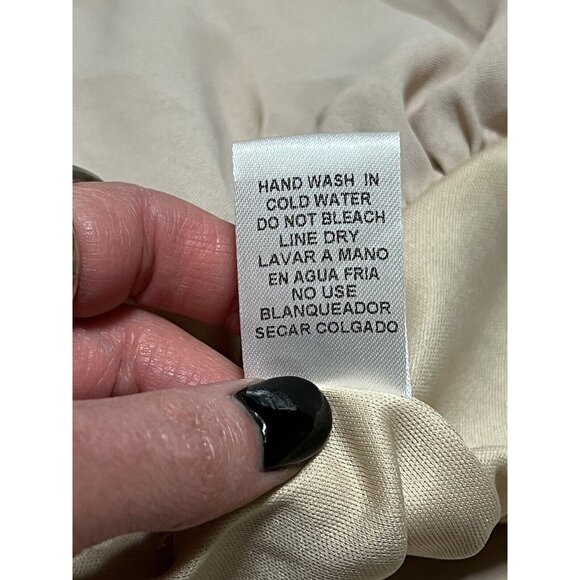 HAND WASH IN
COLD WATER
DO NOT BLEACH
LINE DRY
LAVAR A MANO
EN AGUA FRIA
NO USE
BLANQUEADOR
SECAR COLGADO